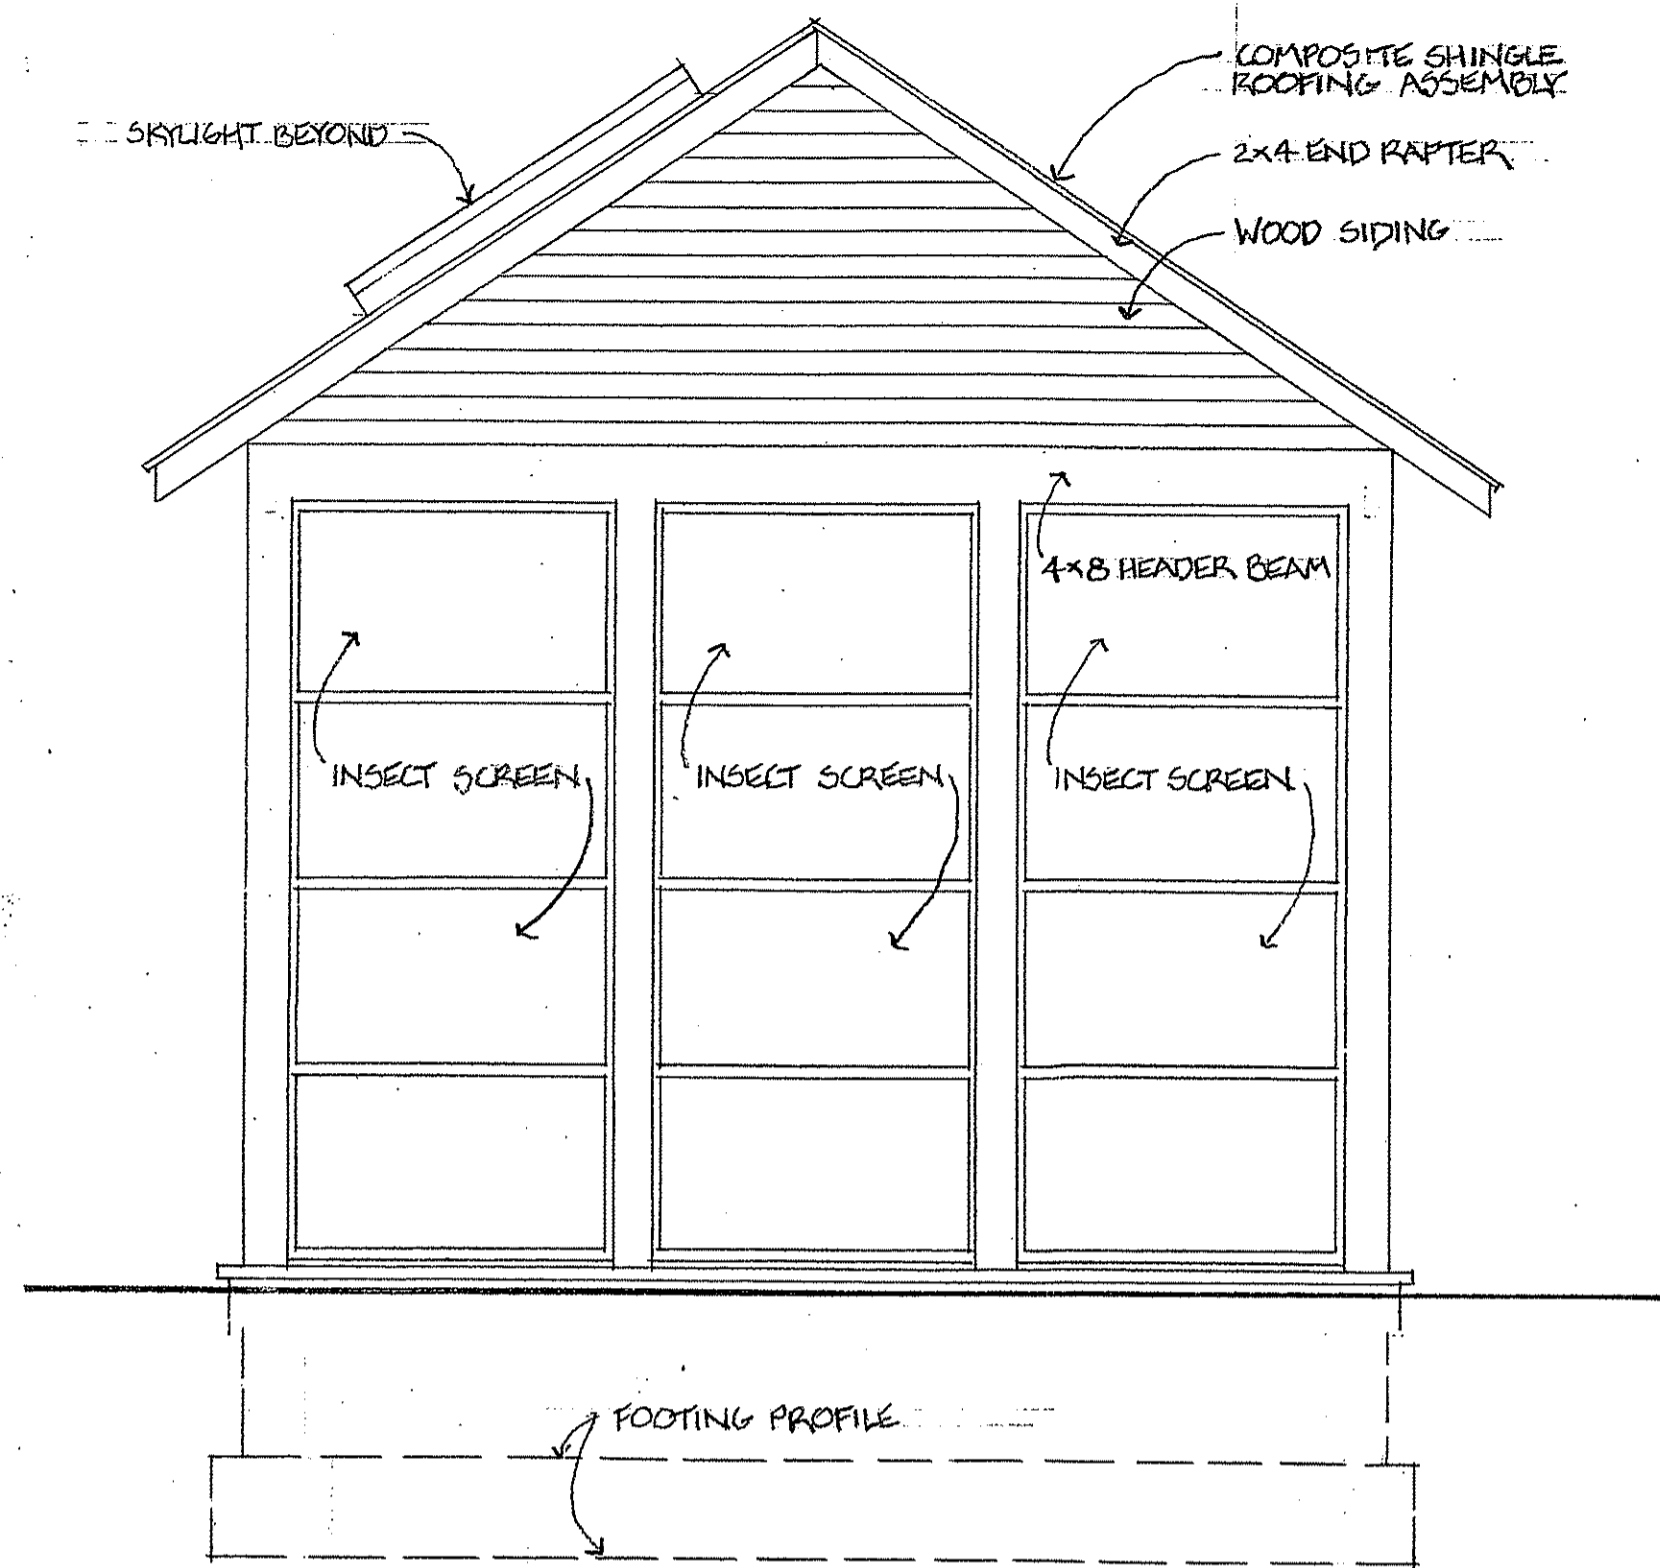 COMPOSITE SHINGLE
ROOFING ASSEMBLY
SKYLIGHT BEYOND
2x4 END RAFTER
WOOD SIDING
4x8 HEADER BEAM
INSECT SCREEN
INSECT SCREEN
INSECT SCREEN
FOOTING PROFILE